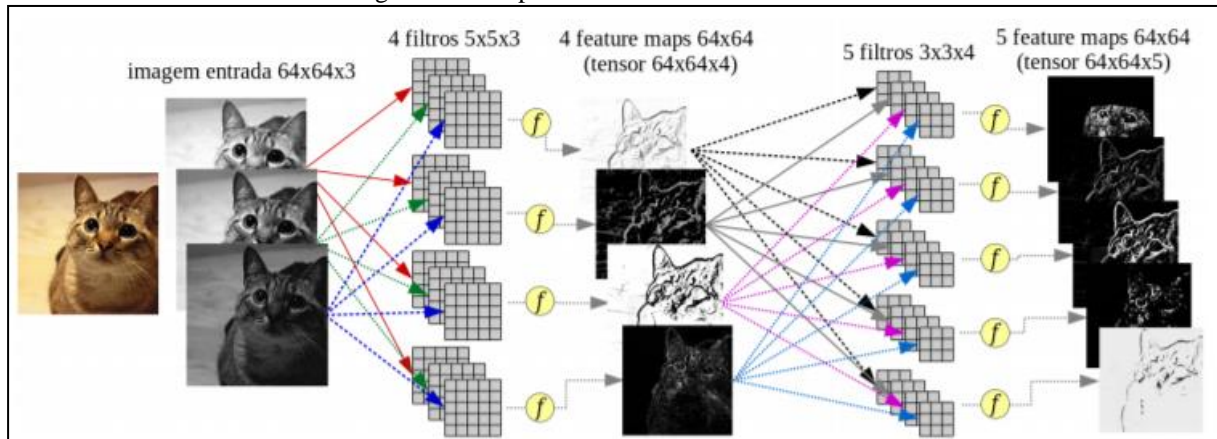 imagem entrada 64x64x3
4 filtros 5x5x3
4 feature maps 64x64
(tensor 64x64x4)
5 filtros 3x3x4
5 feature maps 64x64
(tensor 64x64x5)
f
f
f
f
f
f
f
f
f